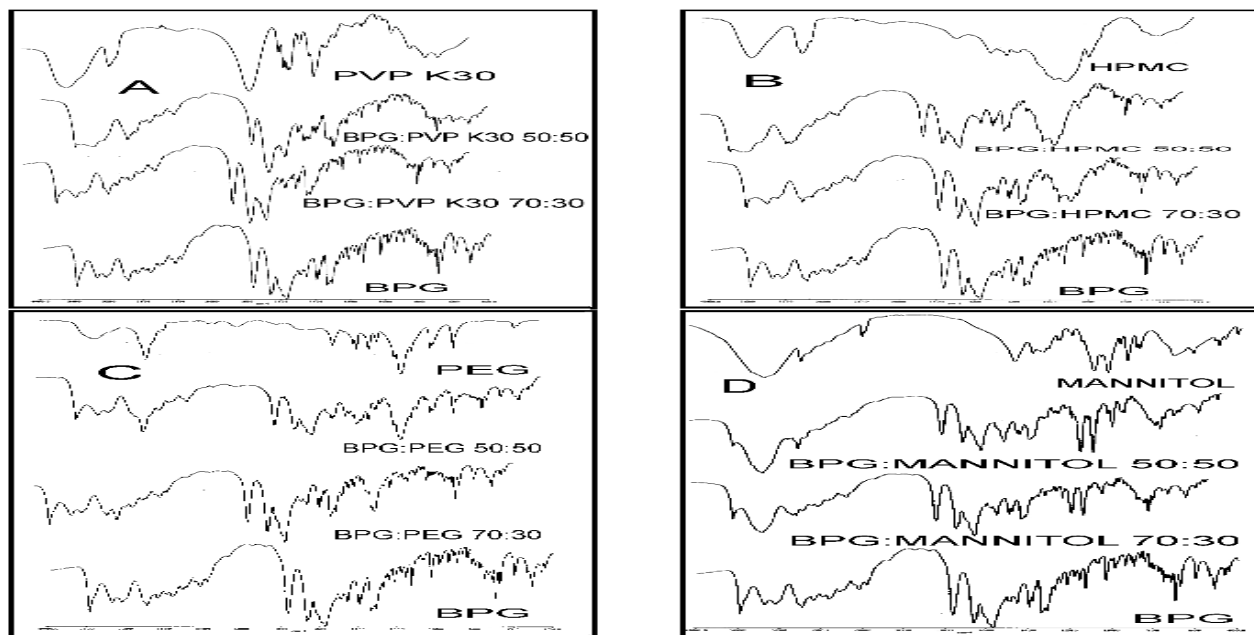 A
PVP K30
BPG:PVP K30 50:50
BPG:PVP K30 70:30
BPG
B
HPMC
BPG:HPMC 50:50
BPG:HPMC 70:30
BPG
C
PEG
BPG:PEG 50:50
BPG:PEG 70:30
BPG
D
MANNITOL
BPG:MANNITOL 50:50
BPG:MANNITOL 70:30
BPG